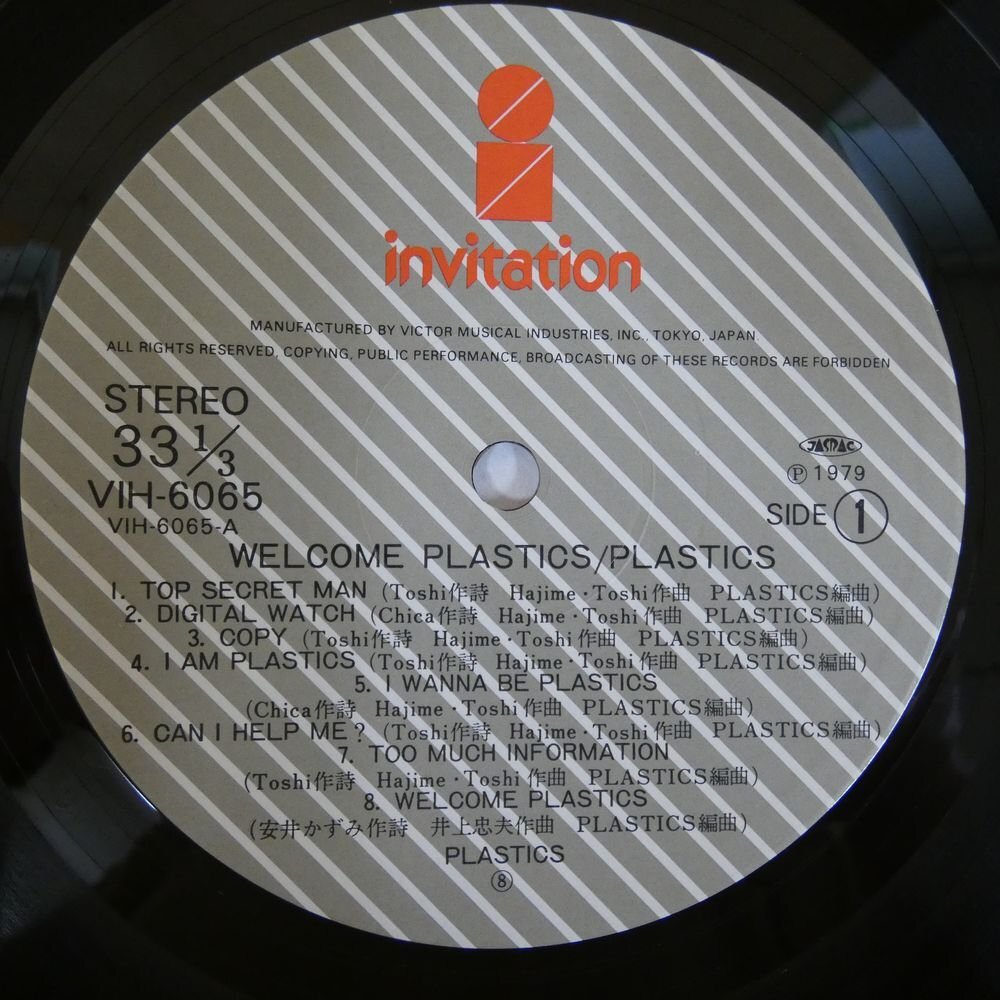 invitation
MANUFACTURED BY VICTOR MUSICAL INDUSTRIES, INC., TOKYO, JAPAN.
ALL RIGHTS RESERVED, COPYING, PUBLIC PERFORMANCE, BROADCASTING OF THESE RECORDS ARE FORBIDDEN
STEREO
33 1/3
VIH-6065
VIH-6065-A
JASRAC
Ⓟ1979
SIDE ①
WELCOME PLASTICS/PLASTICS
1. TOP SECRET MAN (Toshi作詩 Hajime・Toshi作曲 PLASTICS編曲)
2. DIGITAL WATCH (Chica作詩 Hajime・Toshi作曲 PLASTICS編曲)
3. COPY (Toshi作詩 Hajime・Toshi作曲 PLASTICS編曲)
4. I AM PLASTICS (Toshi作詩 Hajime・Toshi作曲 PLASTICS編曲)
5. I WANNA BE PLASTICS
(Chica作詩 Hajime・Toshi作曲 PLASTICS編曲)
6. CAN I HELP ME? (Toshi作詩 Hajime・Toshi作曲 PLASTICS編曲)
7. TOO MUCH INFORMATION
(Toshi作詩 Hajime・Toshi作曲 PLASTICS編曲)
8. WELCOME PLASTICS
(安井かずみ作詩 井上忠夫作曲 PLASTICS編曲)
PLASTICS
⑧